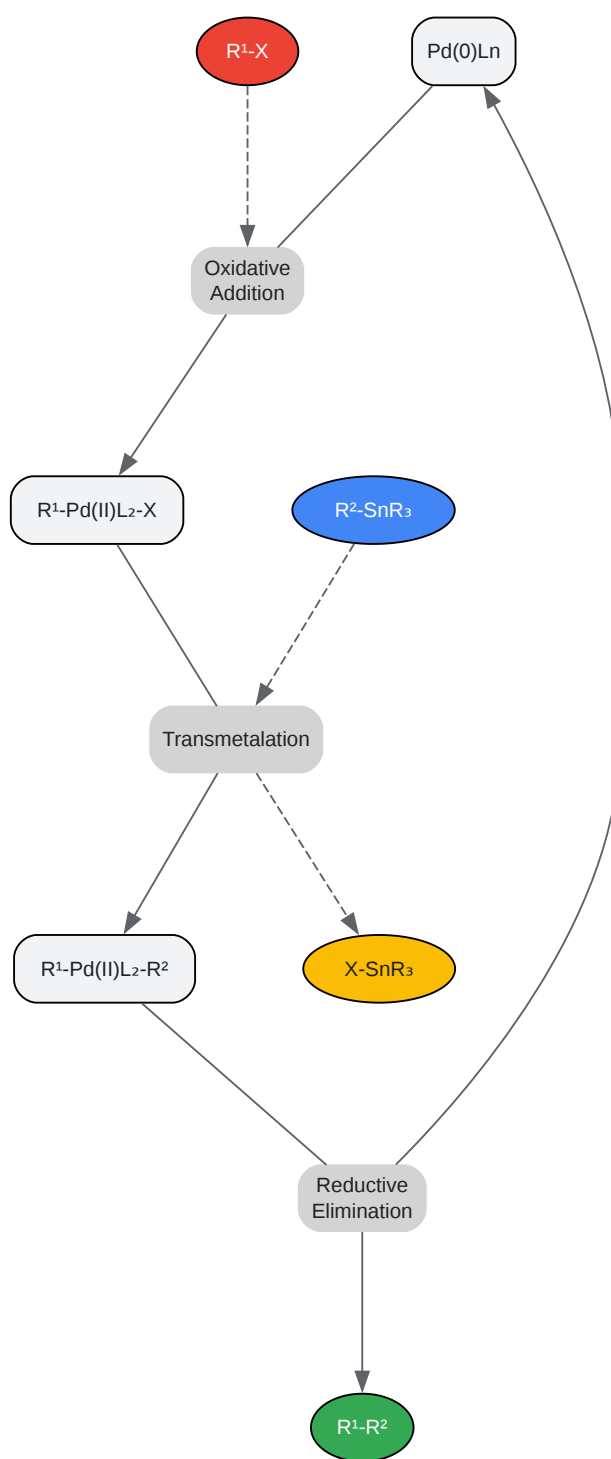 R¹-X
Pd(0)Ln
Oxidative
Addition
R¹-Pd(II)L₂-X
R²-SnR₃
Transmetalation
R¹-Pd(II)L₂-R²
X-SnR₃
Reductive
Elimination
R¹-R²